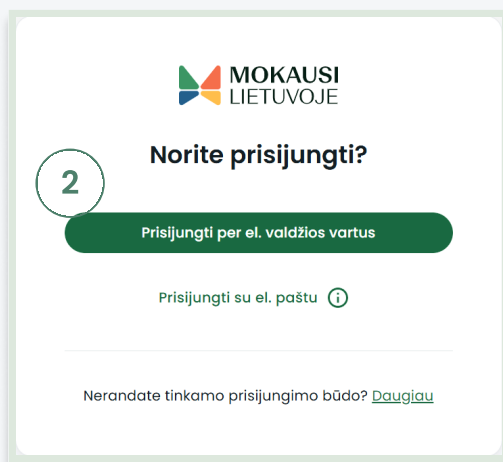 MOKAUSI
LIETUVOJE
Norite prisijungti?
2
Prisijungti per el. valdžios vartus
Prisijungti su el. paštu
Nerandate tinkamo prisijungimo būdo? Daugiau